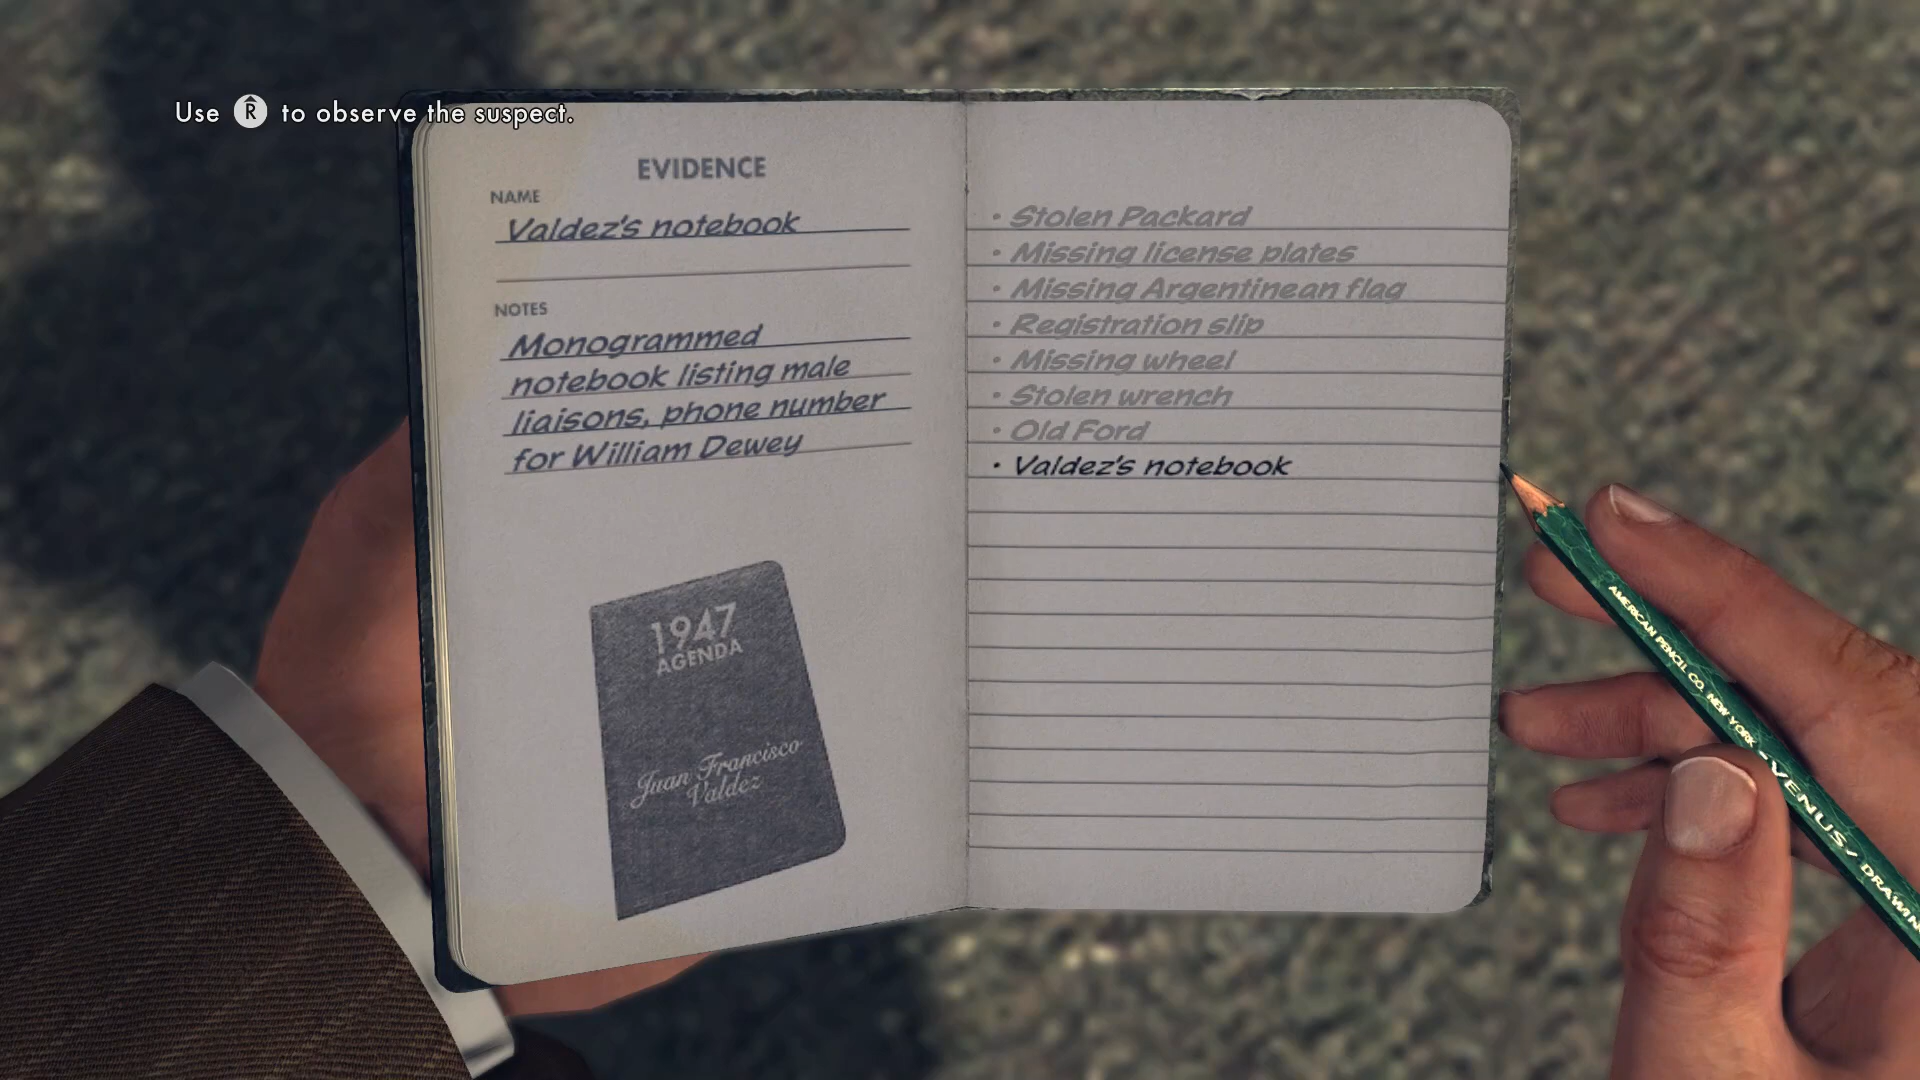 Use R to observe the suspect.
EVIDENCE
NAME
Valdez's notebook
NOTES
Monogrammed
notebook listing male
liaisons, phone number
for William Dewey
1947
AGENDA
Juan Francisco
Valdez
• Stolen Packard
• Missing license plates
• Missing Argentinean flag
• Registration slip
• Missing wheel
• Stolen wrench
• Old Ford
• Valdez's notebook
AMERICAN PENCIL CO. NEW YORK VENUS DRAWIN